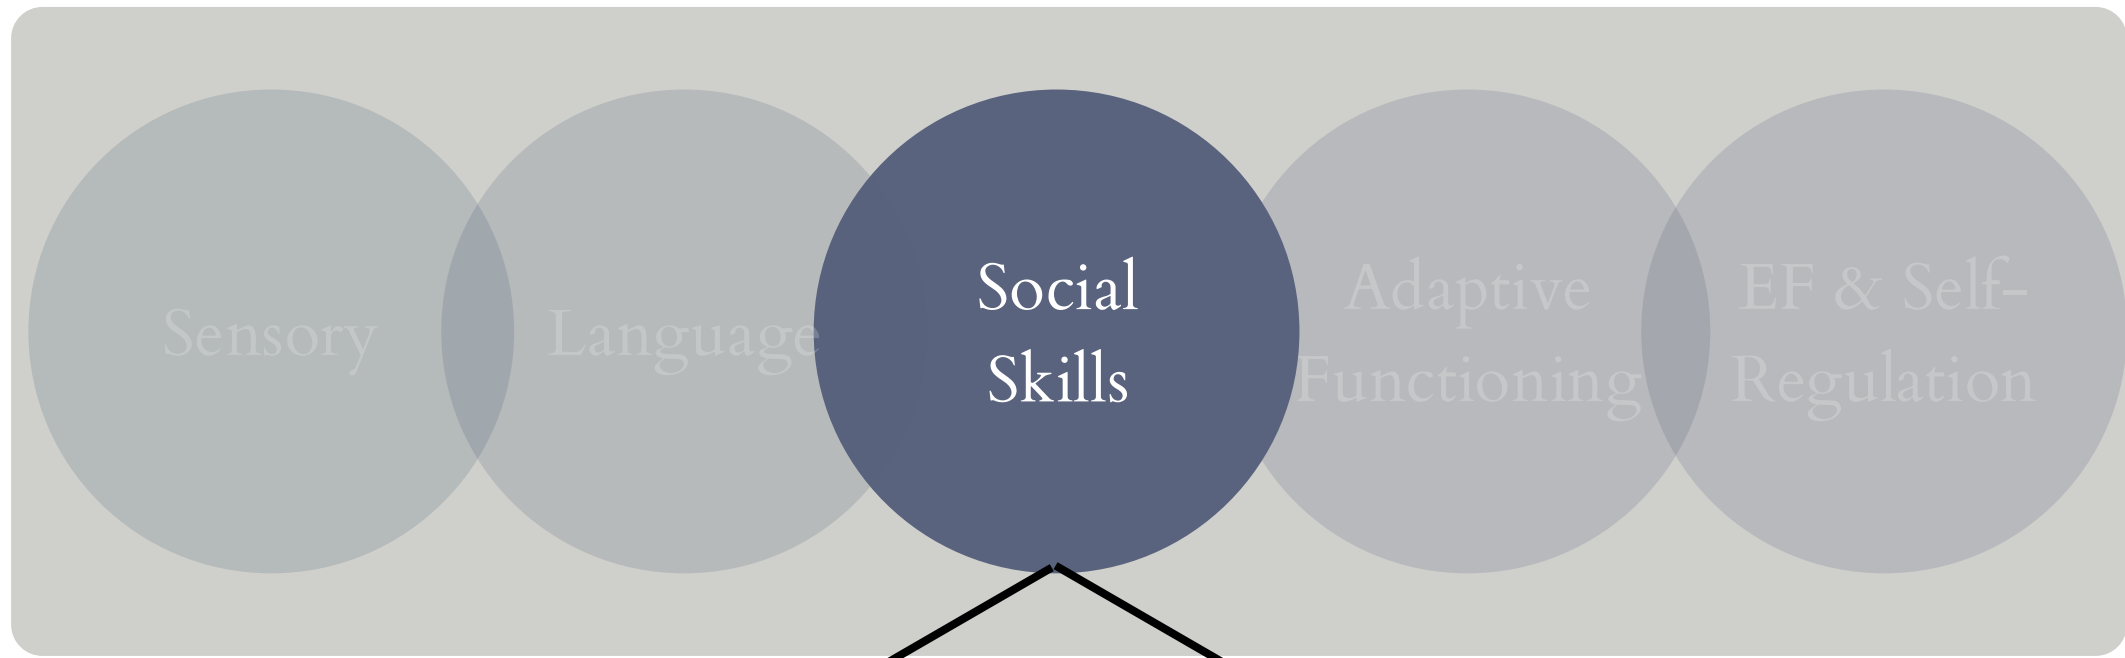 Sensory
Language
Social
Skills
Adaptive
Functioning
EF & Self-
Regulation